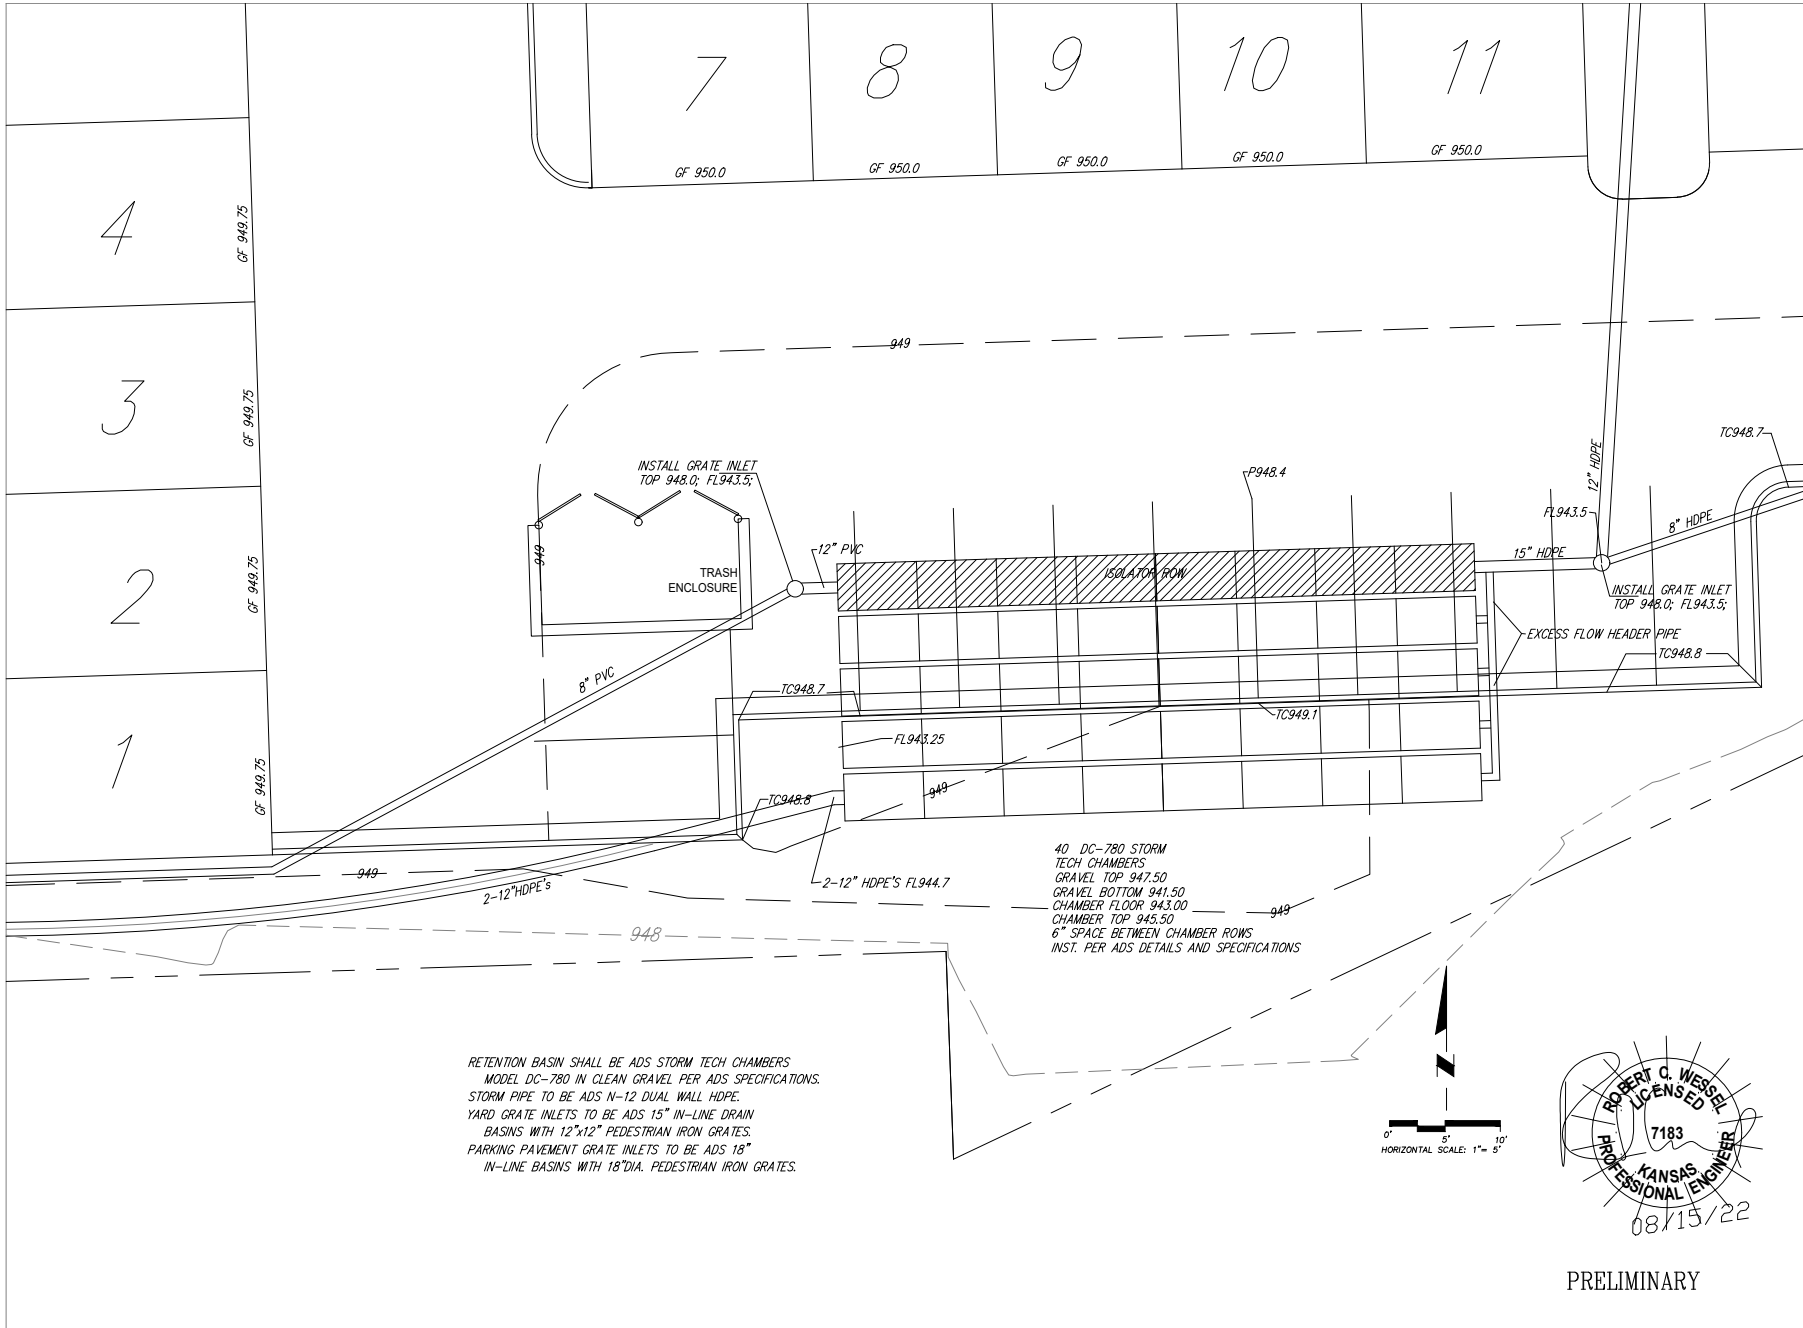 7
8
9
10
11
GF 950.0
GF 950.0
GF 950.0
GF 950.0
GF 950.0
4
GF 949.75
3
GF 949.75
2
GF 949.75
1
GF 949.75
949
INSTALL GRATE INLET
TOP 948.0; FL943.5;
949
TRASH
ENCLOSURE
12" PVC
P948.4
ISOLATOR ROW
12" HDPE
FL943.5
15" HDPE
8" HDPE
TC948.7
INSTALL GRATE INLET
TOP 948.0; FL943.5;
EXCESS FLOW HEADER PIPE
TC948.8
8" PVC
TC948.7
TC949.1
FL943.25
949
TC948.8
949
2-12"HDPE's
2-12" HDPE'S FL944.7
40 DC-780 STORM
TECH CHAMBERS
GRAVEL TOP 947.50
GRAVEL BOTTOM 941.50
CHAMBER FLOOR 943.00
CHAMBER TOP 945.50
6" SPACE BETWEEN CHAMBER ROWS
INST. PER ADS DETAILS AND SPECIFICATIONS
949
948
RETENTION BASIN SHALL BE ADS STORM TECH CHAMBERS
MODEL DC-780 IN CLEAN GRAVEL PER ADS SPECIFICATIONS.
STORM PIPE TO BE ADS N-12 DUAL WALL HDPE.
YARD GRATE INLETS TO BE ADS 15" IN-LINE DRAIN
BASINS WITH 12"x12" PEDESTRIAN IRON GRATES.
PARKING PAVEMENT GRATE INLETS TO BE ADS 18"
IN-LINE BASINS WITH 18"DIA. PEDESTRIAN IRON GRATES.
N
0' 5' 10'
HORIZONTAL SCALE: 1"= 5'
ROBERT C. WESSEL
LICENSED
7183
KANSAS
PROFESSIONAL ENGINEER
08/15/22
PRELIMINARY